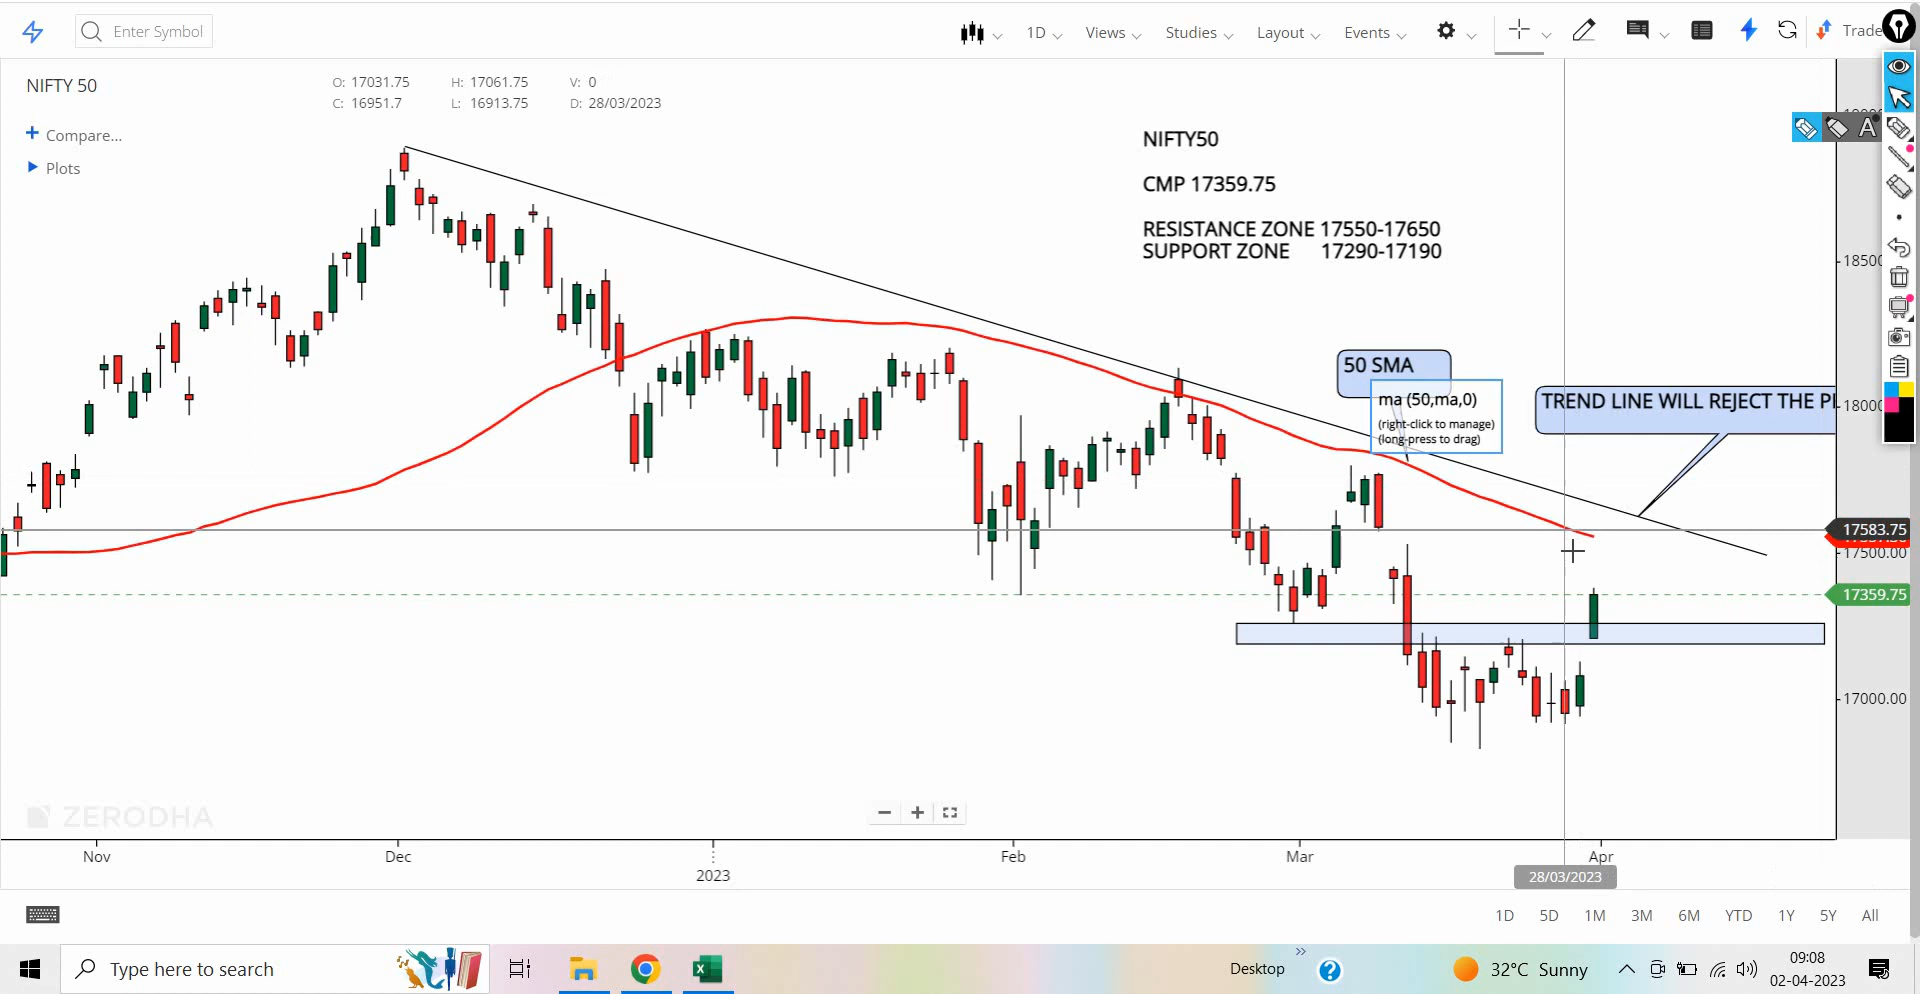 Enter Symbol
1D
Views
Studies
Layout
Events
Trade
NIFTY 50
O: 17031.75 H: 17061.75 V: 0
C: 16951.7 L: 16913.75 D: 28/03/2023
+ Compare...
Plots
A
NIFTY50
CMP 17359.75
RESISTANCE ZONE 17550-17650
SUPPORT ZONE 17290-17190
18500
50 SMA
ma (50,ma,0)
(right-click to manage)
(long-press to drag)
TREND LINE WILL REJECT THE
18000
17583.75
17500.00
17359.75
17000.00
ZERODHA
Nov Dec 2023 Feb Mar Apr
28/03/2023
1D 5D 1M 3M 6M YTD 1Y 5Y All
Type here to search
Desktop
32°C Sunny
09:08
02-04-2023